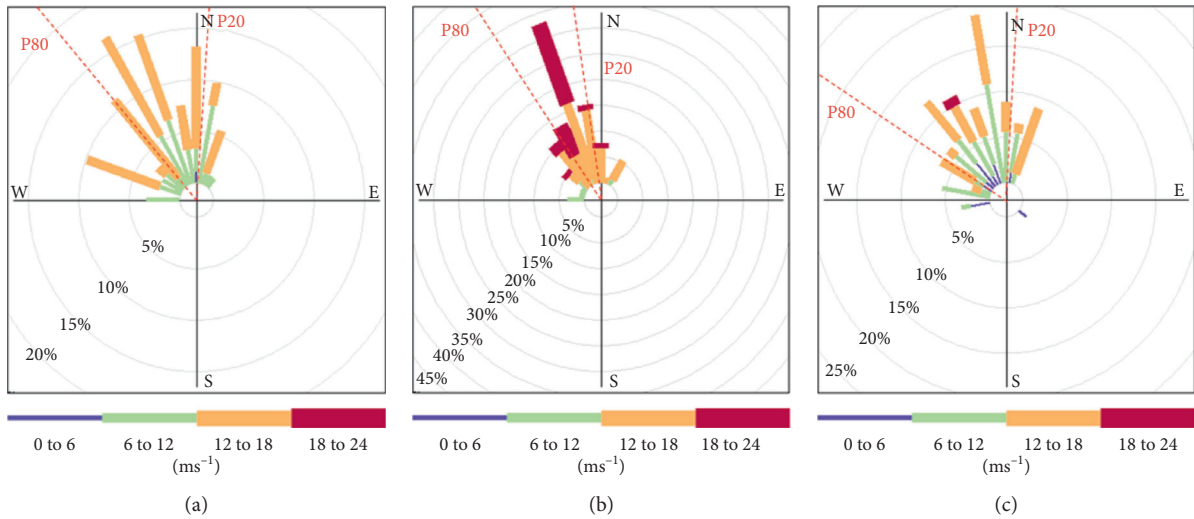 N
P20
P80
W
E
5%
10%
15%
20%
S
0 to 6
6 to 12
12 to 18
18 to 24
(ms⁻¹)
(a)
N
P80
P20
W
E
5%
10%
15%
20%
25%
30%
35%
40%
45%
S
0 to 6
6 to 12
12 to 18
18 to 24
(ms⁻¹)
(b)
N
P20
P80
W
E
5%
10%
15%
20%
25%
S
0 to 6
6 to 12
12 to 18
18 to 24
(ms⁻¹)
(c)